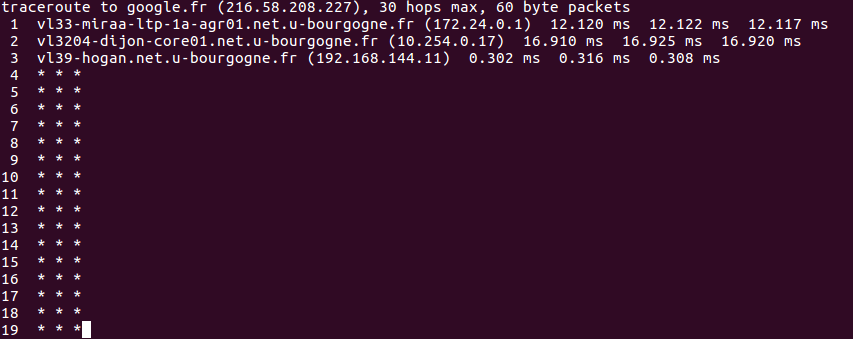 traceroute to google.fr (216.58.208.227), 30 hops max, 60 byte packets
 1  vl33-miraa-ltp-1a-agr01.net.u-bourgogne.fr (172.24.0.1)  12.120 ms  12.122 ms  12.117 ms
 2  vl3204-dijon-core01.net.u-bourgogne.fr (10.254.0.17)  16.910 ms  16.925 ms  16.920 ms
 3  vl39-hogan.net.u-bourgogne.fr (192.168.144.11)  0.302 ms  0.316 ms  0.308 ms
 4  * * *
 5  * * *
 6  * * *
 7  * * *
 8  * * *
 9  * * *
10  * * *
11  * * *
12  * * *
13  * * *
14  * * *
15  * * *
16  * * *
17  * * *
18  * * *
19  * * *